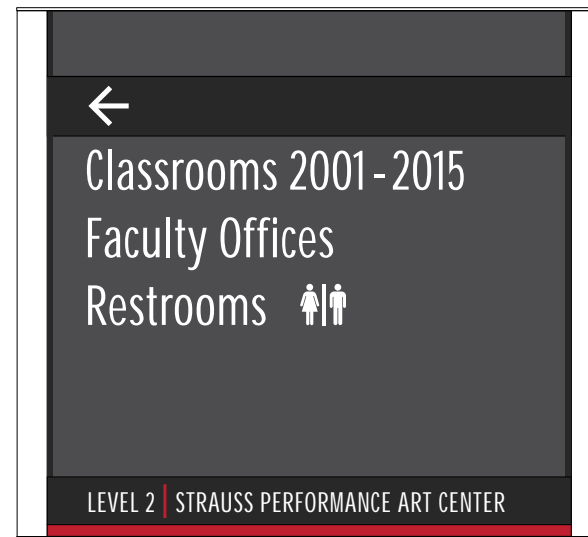 Classrooms 2001-2015
Faculty Offices
Restrooms
LEVEL 2 | STRAUSS PERFORMANCE ART CENTER